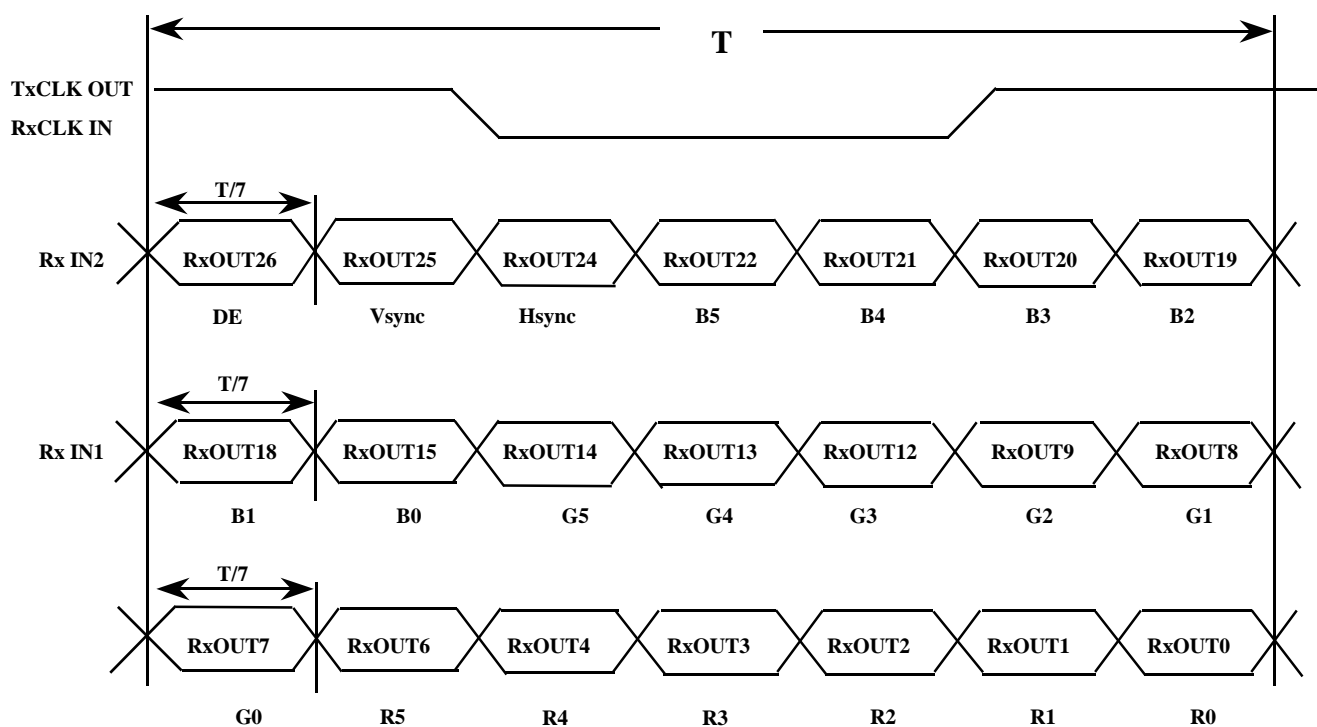 T
TxCLK OUT
RxCLK IN
T/7
Rx IN2 RxOUT26 RxOUT25 RxOUT24 RxOUT22 RxOUT21 RxOUT20 RxOUT19
DE Vsync Hsync B5 B4 B3 B2
T/7
Rx IN1 RxOUT18 RxOUT15 RxOUT14 RxOUT13 RxOUT12 RxOUT9 RxOUT8
B1 B0 G5 G4 G3 G2 G1
T/7
RxOUT7 RxOUT6 RxOUT4 RxOUT3 RxOUT2 RxOUT1 RxOUT0
G0 R5 R4 R3 R2 R1 R0